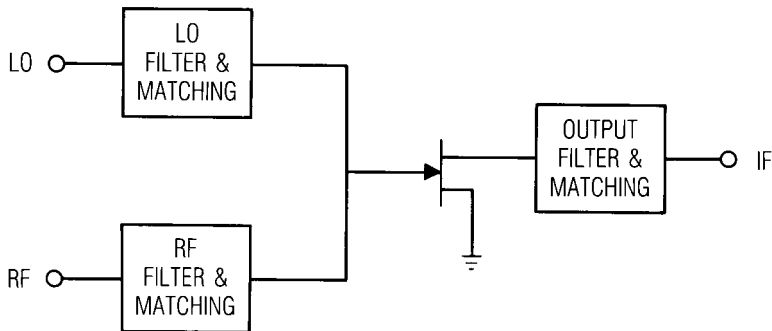 LO
LO
FILTER &
MATCHING
OUTPUT
FILTER &
MATCHING
IF
RF
RF
FILTER &
MATCHING